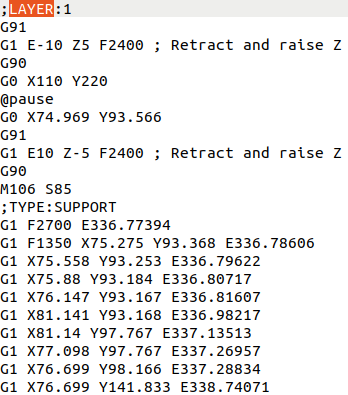 ;LAYER:1
G91
G1 E-10 Z5 F2400 ; Retract and raise Z
G90
G0 X110 Y220
@pause
G0 X74.969 Y93.566
G91
G1 E10 Z-5 F2400 ; Retract and raise Z
G90
M106 S85
;TYPE:SUPPORT
G1 F2700 E336.77394
G1 F1350 X75.275 Y93.368 E336.78606
G1 X75.558 Y93.253 E336.79622
G1 X75.88 Y93.184 E336.80717
G1 X76.147 Y93.167 E336.81607
G1 X81.141 Y93.168 E336.98217
G1 X81.14 Y97.767 E337.13513
G1 X77.098 Y97.767 E337.26957
G1 X76.699 Y98.166 E337.28834
G1 X76.699 Y141.833 E338.74071